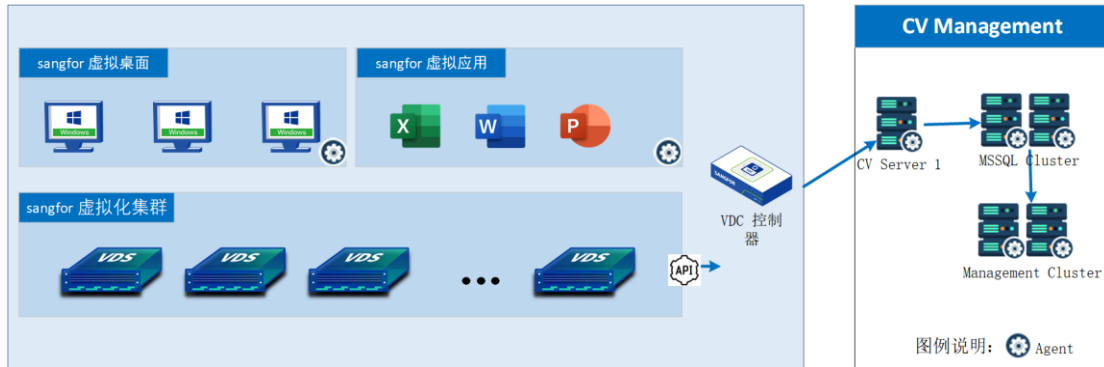 CV Management
sangfor 虚拟桌面
sangfor 虚拟应用
Windows
Windows
Windows
X
W
P
SANGFOR
VDC 控制
器
CV Server 1
MSSQL Cluster
Management Cluster
sangfor 虚拟化集群
VDS
VDS
VDS
•••
VDS
API
图例说明： Agent